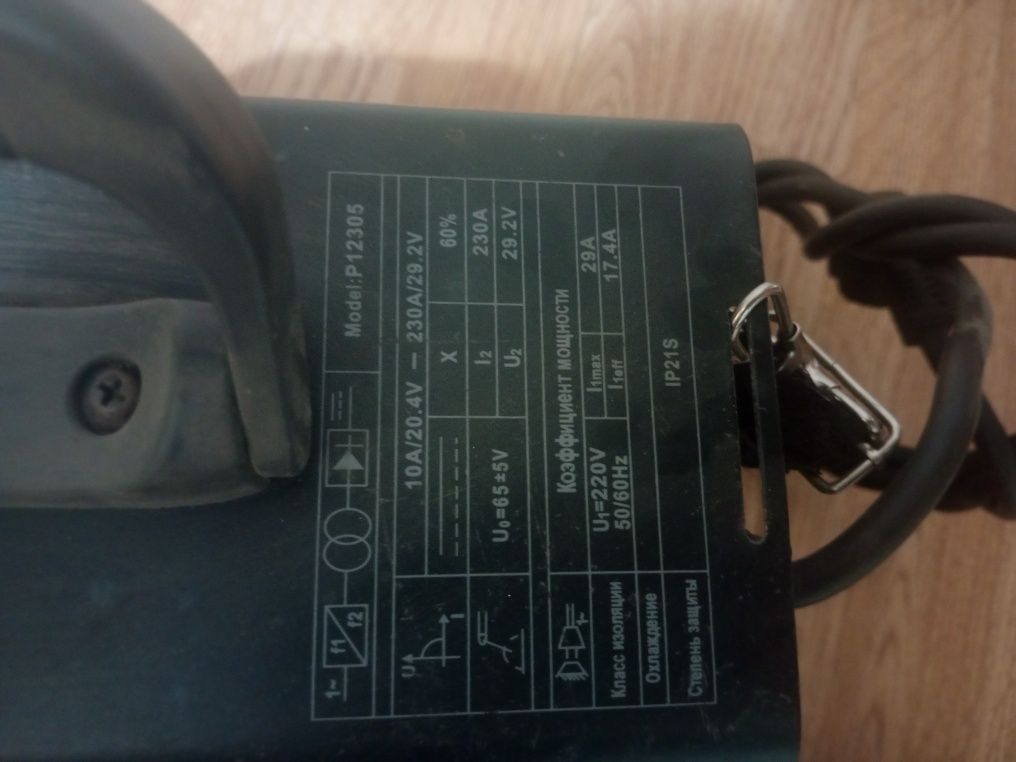 1~ f1 f2 Model:P12305
U I 10A/20.4V — 230A/29.2V
X 60%
U₀=65±5V I₂ 230A
U₂ 29.2V
1~ Коэффициент мощности
U₁=220V I₁max 29A
50/60Hz I₁eff 17.4A
Класс изоляции
Охлаждение
Степень защиты IP21S